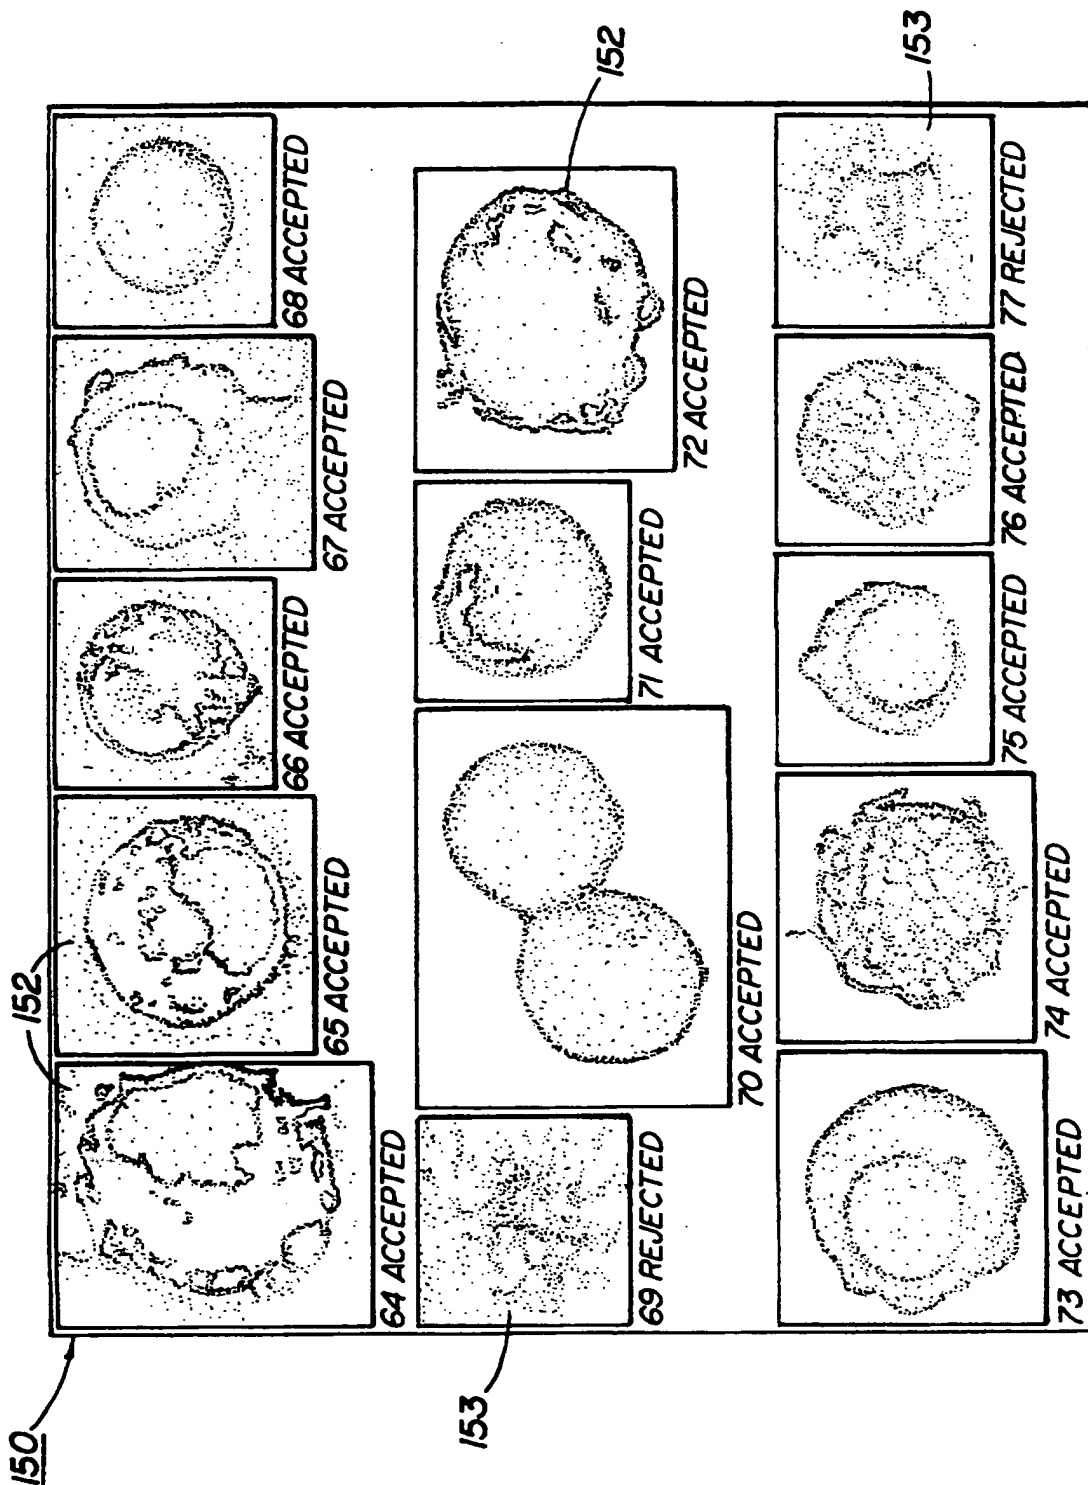 150
152
64 ACCEPTED
65 ACCEPTED
66 ACCEPTED
67 ACCEPTED
68 ACCEPTED
153
69 REJECTED
70 ACCEPTED
71 ACCEPTED
72 ACCEPTED
152
73 ACCEPTED
74 ACCEPTED
75 ACCEPTED
76 ACCEPTED
77 REJECTED
153